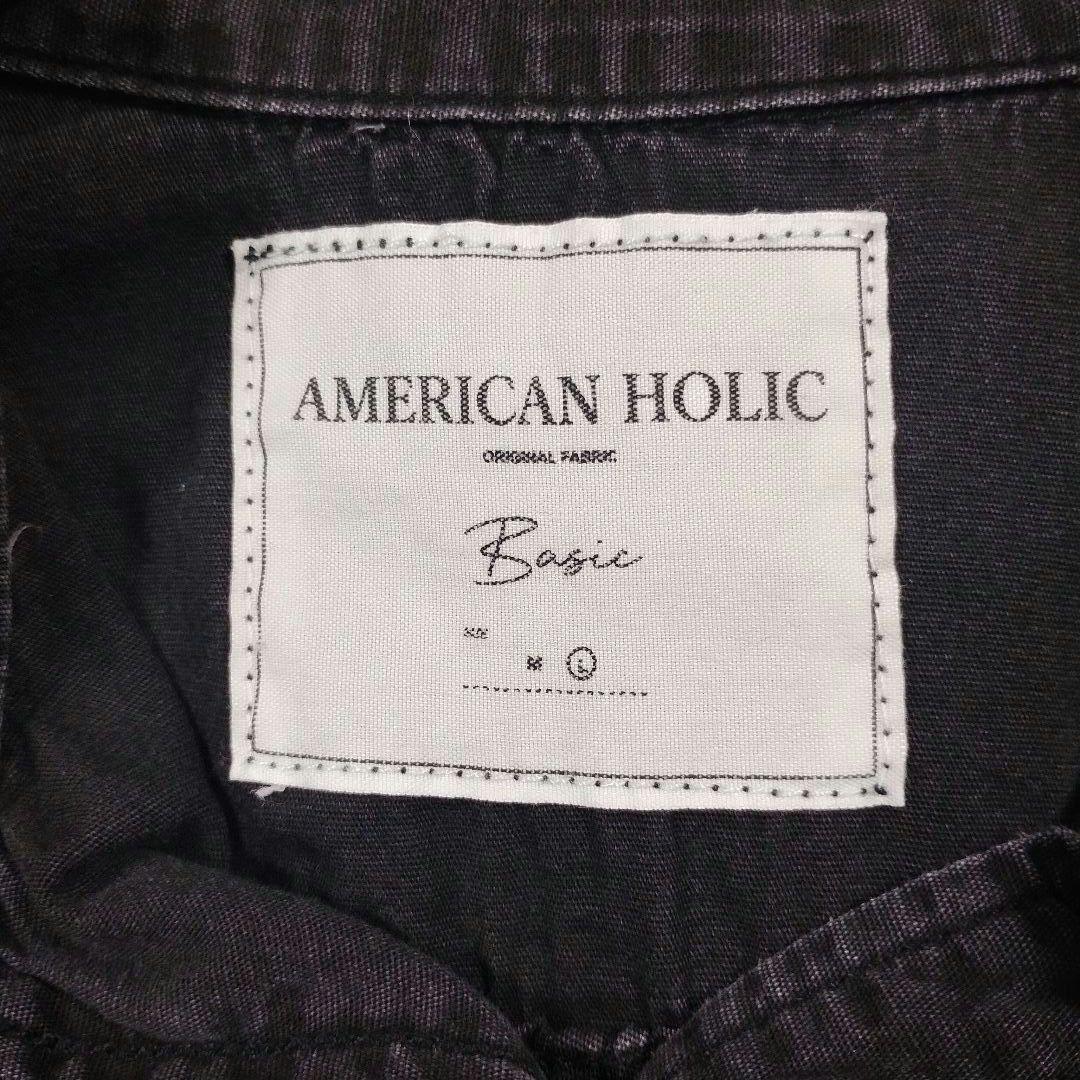 AMERICAN HOLIC
ORIGINAL FABRIC
Basic
SIZE
M L